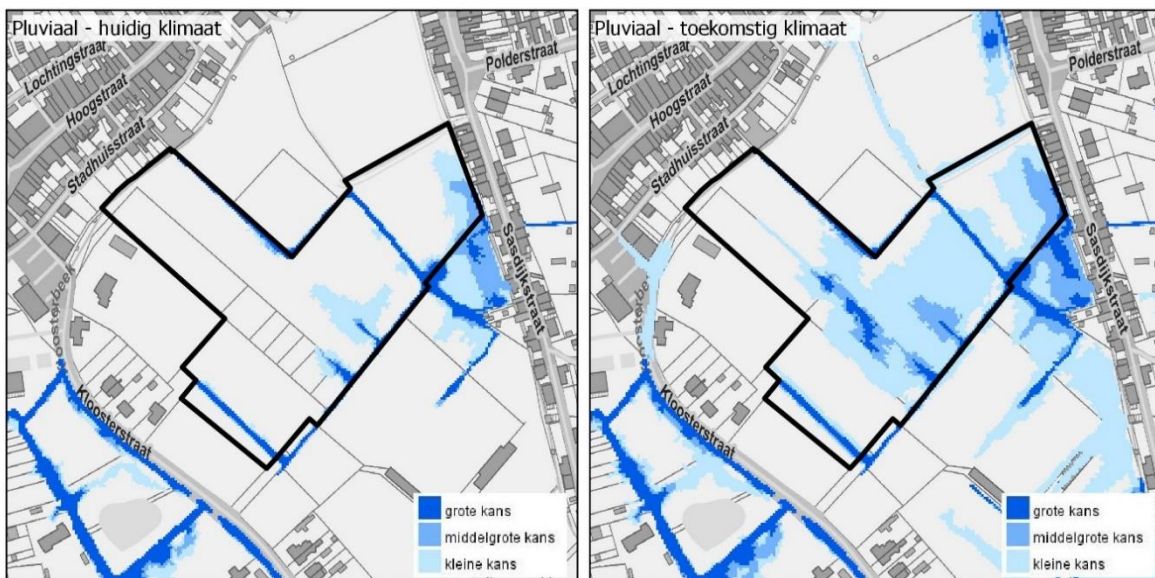 Pluviaal - huidig klimaat
Lochtingstraat
Hoogstraat
Stadhuisstraat
Polderstraat
Sasdijkstraat
Kloosterstraat
grote kans
middelgrote kans
kleine kans
Pluviaal - toekomstig klimaat
Lochtingstraat
Hoogstraat
Stadhuisstraat
Polderstraat
Sasdijkstraat
Kloosterstraat
grote kans
middelgrote kans
kleine kans